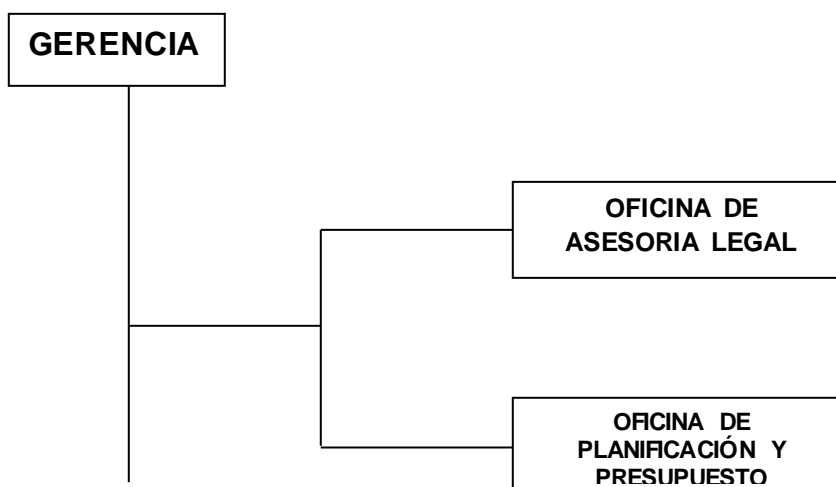 GERENCIA
OFICINA DE
ASESORIA LEGAL
OFICINA DE
PLANIFICACIÓN Y
PRESUPUESTO